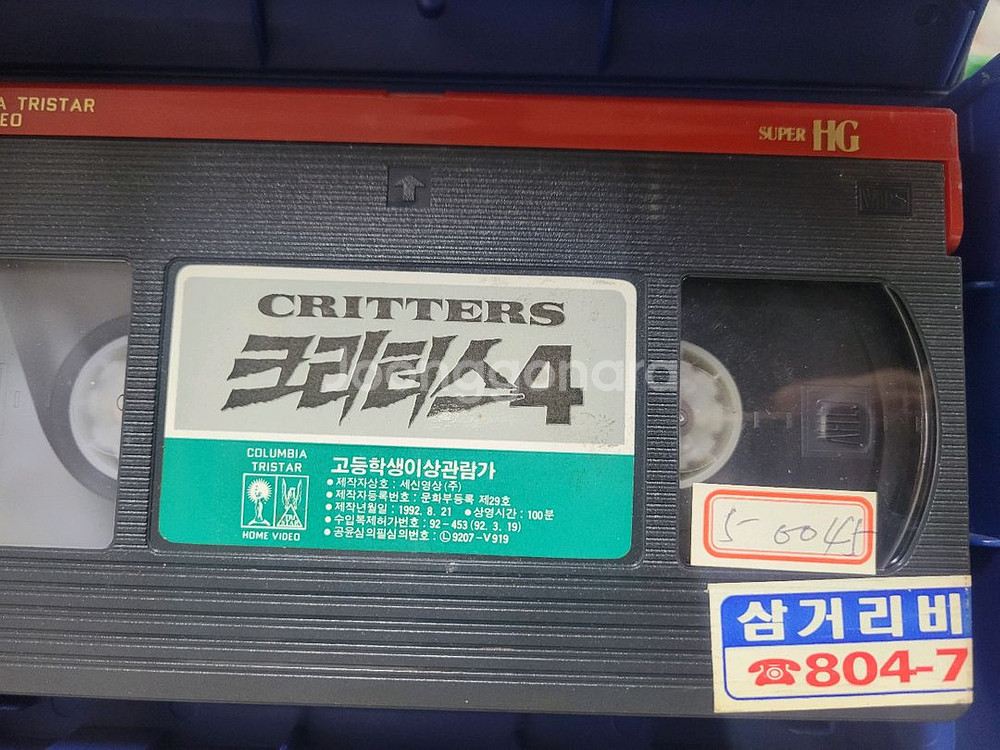 A TRISTAR
EO
SUPER HG
CRITTERS
크리터스4
Joonggonara
COLUMBIA
TRISTAR
HOME VIDEO
고등학생이상관람가
● 제작자상호 : 세신영상(주)
● 제작자등록번호 : 문화부등록 제29호
● 제작년월일 : 1992. 8. 21 ● 상영시간 : 100분
● 수입복제허가번호 : 92-453(92. 3. 19)
● 공윤심의필심의번호 : Ⓛ9207-V919
5-0045
삼거리비
☎804-7